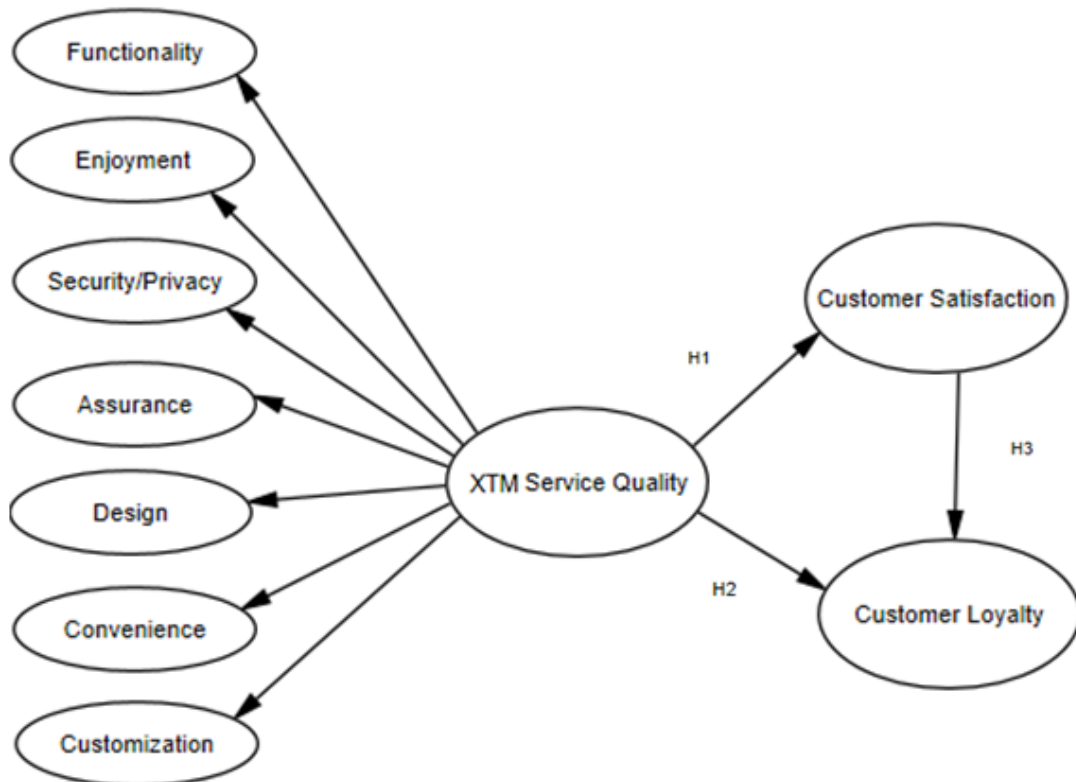 Functionality
Enjoyment
Security/Privacy
Assurance
Design
Convenience
Customization
XTM Service Quality
H1
H2
Customer Satisfaction
H3
Customer Loyalty